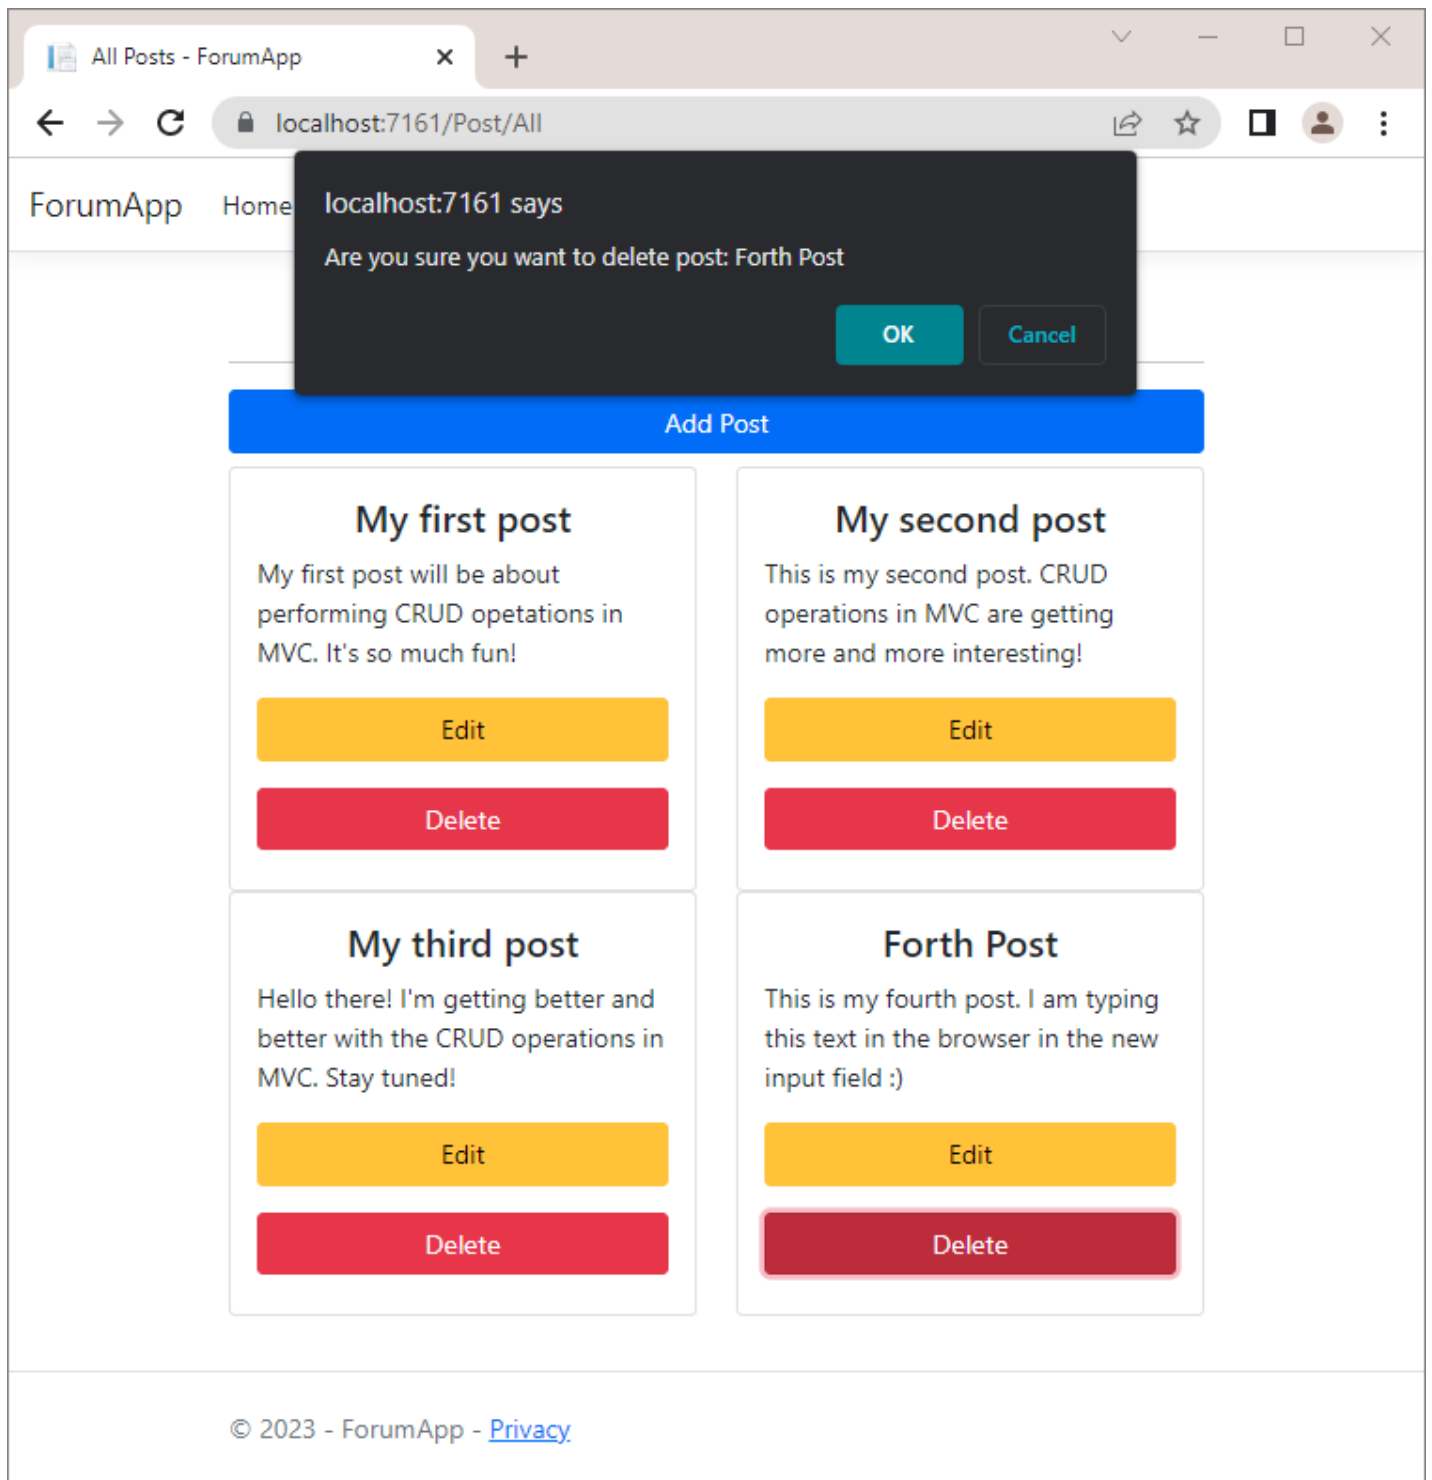 All Posts - ForumApp
localhost:7161/Post/All
ForumApp Home
localhost:7161 says
Are you sure you want to delete post: Forth Post
OK Cancel
Add Post
My first post
My first post will be about
performing CRUD opetations in
MVC. It's so much fun!
Edit
Delete
My second post
This is my second post. CRUD
operations in MVC are getting
more and more interesting!
Edit
Delete
My third post
Hello there! I'm getting better and
better with the CRUD operations in
MVC. Stay tuned!
Edit
Delete
Forth Post
This is my fourth post. I am typing
this text in the browser in the new
input field :)
Edit
Delete
© 2023 - ForumApp - Privacy